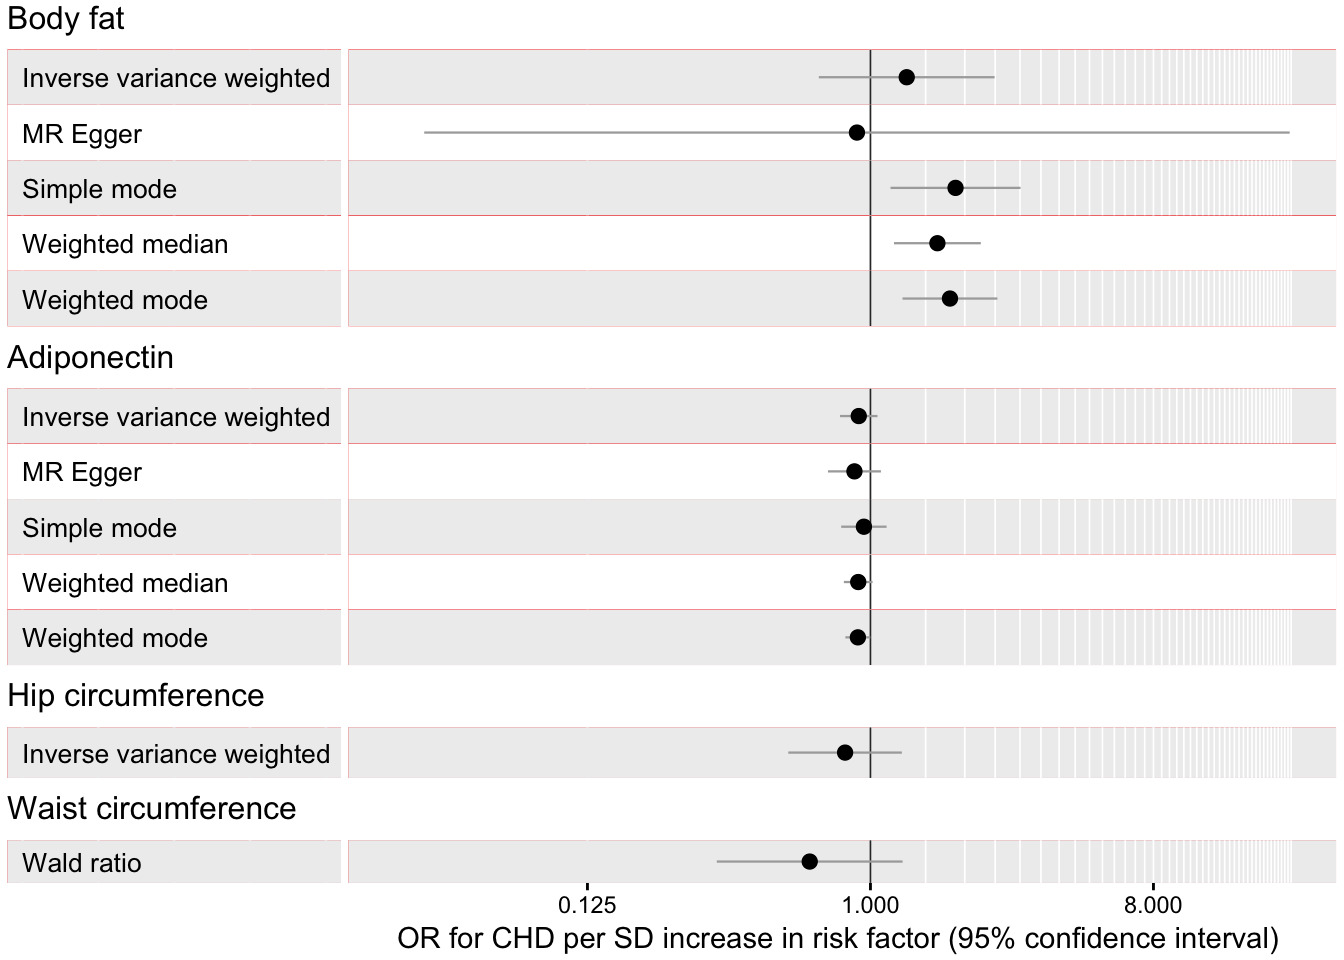 Body fat
Inverse variance weighted
MR Egger
Simple mode
Weighted median
Weighted mode
Adiponectin
Inverse variance weighted
MR Egger
Simple mode
Weighted median
Weighted mode
Hip circumference
Inverse variance weighted
Waist circumference
Wald ratio
0.125 1.000 8.000
OR for CHD per SD increase in risk factor (95% confidence interval)